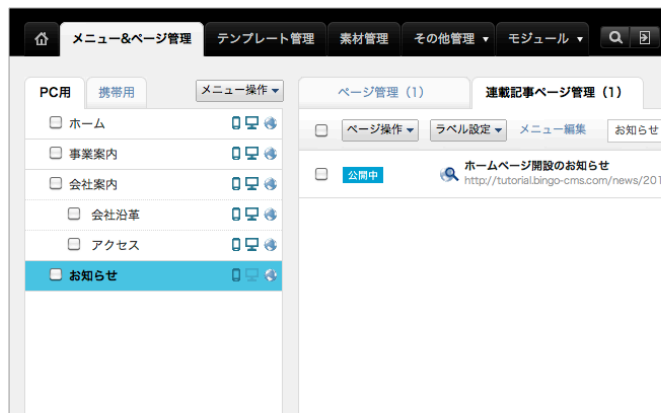 メニュー&ページ管理 テンプレート管理 素材管理 その他管理 ▼ モジュール ▼
PC用 携帯用 メニュー操作▼
ホーム
事業案内
会社案内
会社沿革
アクセス
お知らせ
ページ管理（1） 連載記事ページ管理（1）
ページ操作▼ ラベル設定▼ メニュー編集 お知らせ
公開中 ホームページ開設のお知らせ
http://tutorial.bingo-cms.com/news/201